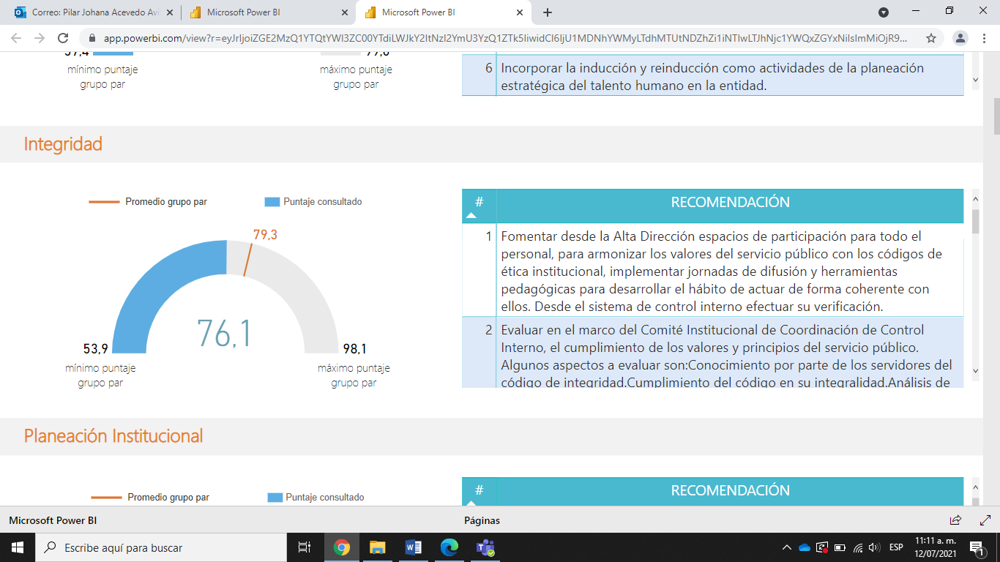 Correo: Pilar Johana Acevedo Avi
Microsoft Power BI
Microsoft Power BI
app.powerbi.com/view?r=eyJrIjoiZGE2MzQ1YTQtYWI3ZC00YTdiLWJkY2ItNzI2YmU3YzQ1ZTk5IiwidCI6IjU1MDNhYWMyLTdhMTUtNDZhZi1iNTIwLTJhNjc1YWQxZGYxNiIsImMiOjR9...
mínimo puntaje
grupo par
máximo puntaje
grupo par
6 Incorporar la inducción y reinducción como actividades de la planeación
estratégica del talento humano en la entidad.
Integridad
Promedio grupo par
Puntaje consultado
79,3
76,1
53,9
mínimo puntaje
grupo par
98,1
máximo puntaje
grupo par
# RECOMENDACIÓN
1 Fomentar desde la Alta Dirección espacios de participación para todo el
personal, para armonizar los valores del servicio público con los códigos de
ética institucional, implementar jornadas de difusión y herramientas
pedagógicas para desarrollar el hábito de actuar de forma coherente con
ellos. Desde el sistema de control interno efectuar su verificación.
2 Evaluar en el marco del Comité Institucional de Coordinación de Control
Interno, el cumplimiento de los valores y principios del servicio público.
Algunos aspectos a evaluar son:Conocimiento por parte de los servidores del
código de integridad.Cumplimiento del código en su integralidad.Análisis de
Planeación Institucional
Promedio grupo par
Puntaje consultado
# RECOMENDACIÓN
Microsoft Power BI
Páginas
Escribe aquí para buscar
ESP
11:11 a. m.
12/07/2021
1